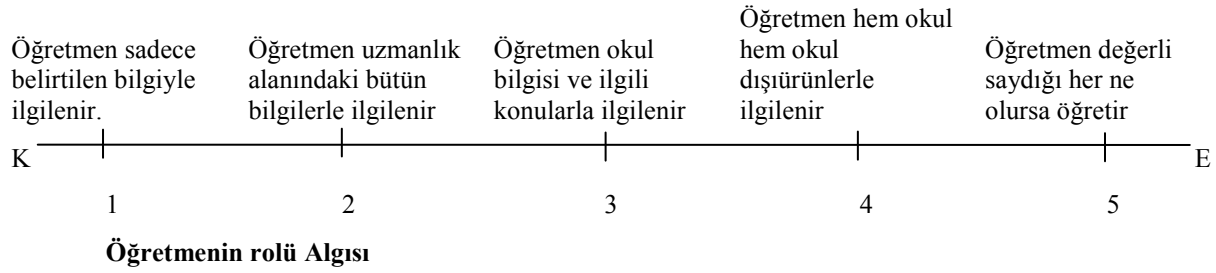 Öğretmen sadece
belirtilen bilgiyle
ilgilenir.
Öğretmen uzmanlık
alanındaki bütün
bilgilerle ilgilenir
Öğretmen okul
bilgisi ve ilgili
konularla ilgilenir
Öğretmen hem okul
hem okul
dışıürünlerle
ilgilenir
Öğretmen değerli
saydığı her ne
olursa öğretir
K
E
1
2
3
4
5
Öğretmenin rolü Algısı